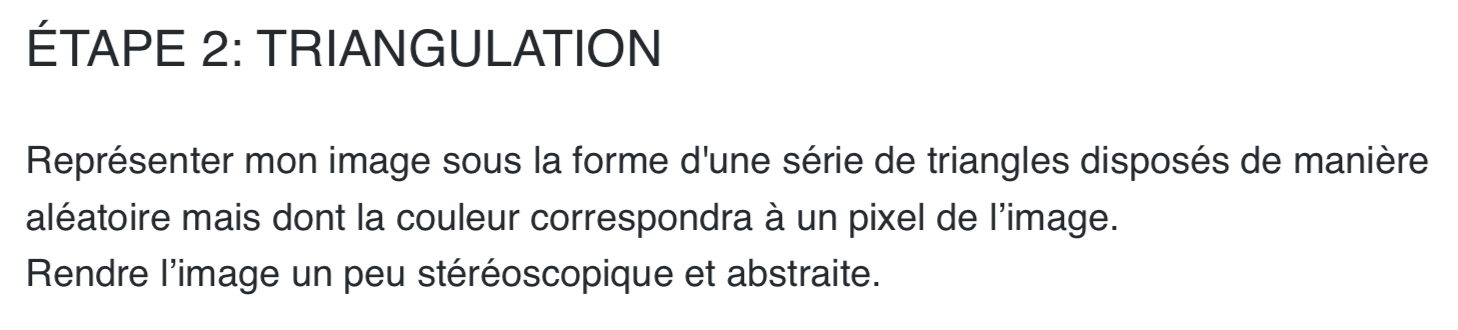 ÉTAPE 2: TRIANGULATION
Représenter mon image sous la forme d'une série de triangles disposés de manière
aléatoire mais dont la couleur correspondra à un pixel de l’image.
Rendre l’image un peu stéréoscopique et abstraite.